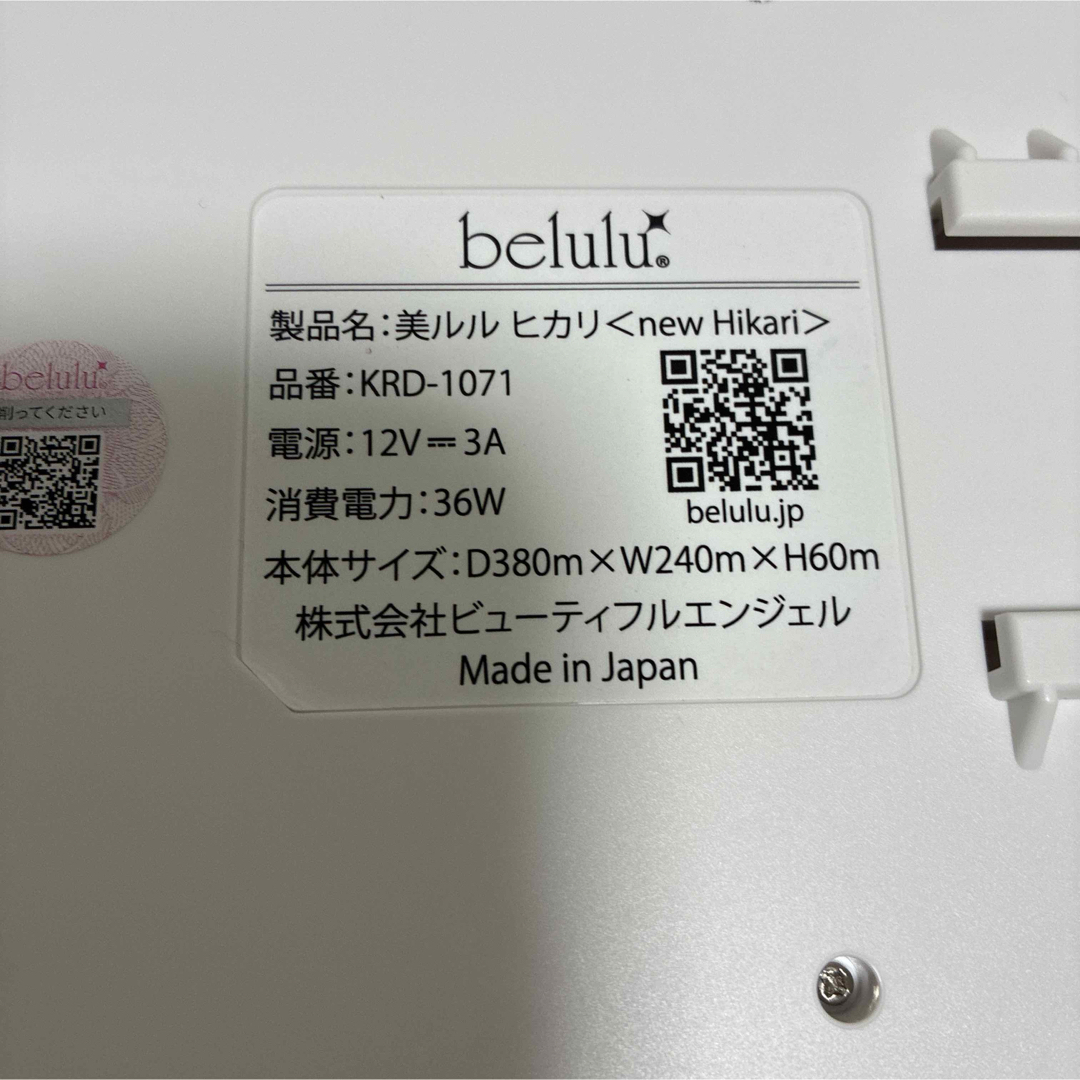 belulu®
製品名:美ルル ヒカリ<new Hikari>
品番:KRD-1071
電源:12V⎓3A
消費電力:36W
belulu.jp
本体サイズ:D380m×W240m×H60m
株式会社ビューティフルエンジェル
Made in Japan
belulu
削ってください